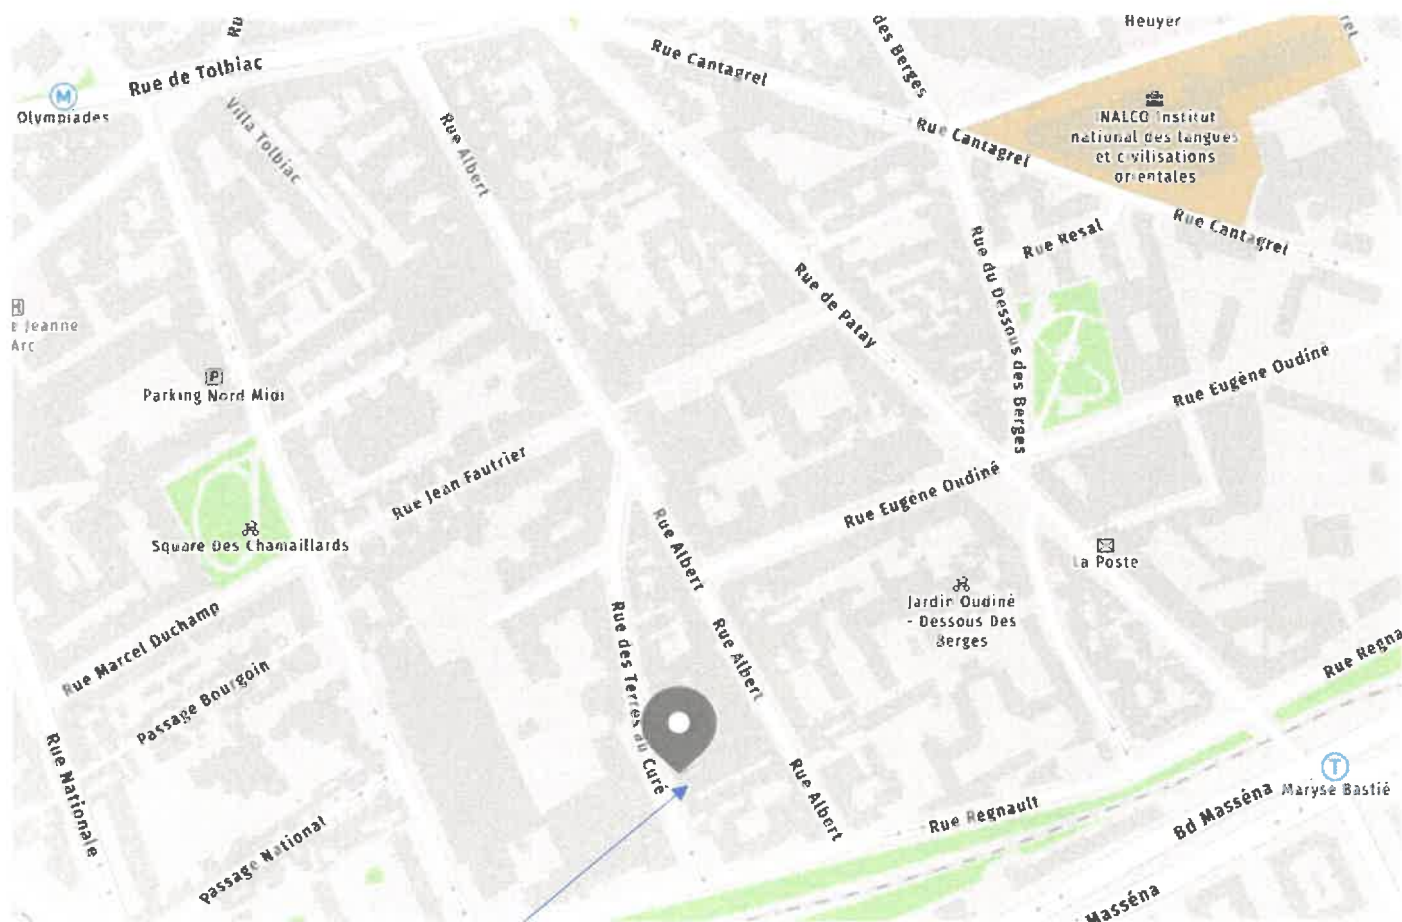 Ru
Rue de Tolbiac
M
Olympiades
Villa Tolbiac
Rue Albert
Rue Cantagrel
des Berges
Heuyer
ret
Rue Cantagrel
INALCO Institut
national des langues
et civilisations
orientales
Rue Cantagrel
Rue Resal
Rue du Dessous des Berges
Rue de Patay
e Jeanne
Arc
P
Parking Nord Midi
Rue Eugène Oudiné
Rue Jean Fautrier
Rue Eugène Oudiné
Square Des Chamaillards
Rue Albert
La Poste
Jardin Oudiné
- Dessous Des
Berges
Rue Marcel Duchamp
Passage Bourgoin
Rue des Terres au Curé
Rue Albert
Rue Regna
Rue Nationale
Rue Albert
T
Maryse Bastié
Rue Regnault
Bd Masséna
Passage National
Masséna